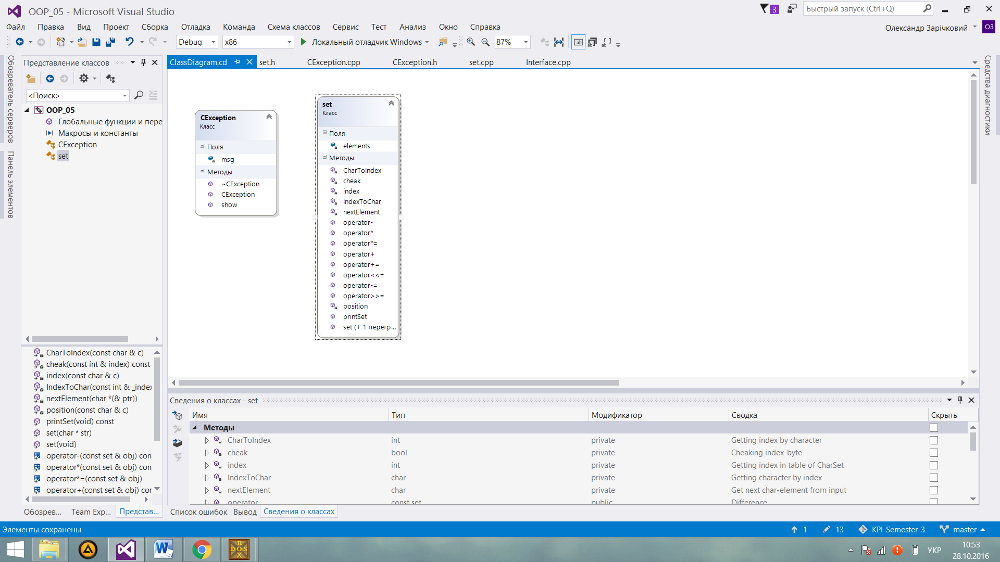 OOP_05 - Microsoft Visual Studio
3
Быстрый запуск (Ctrl+Q)
Файл Правка Вид Проект Сборка Отладка Команда Схема классов Сервис Тест Анализ Окно Справка
Олександр Зарічковий ОЗ
Debug x86 Локальный отладчик Windows 87%
Обозреватель серверов
Панель элементов
Представление классов
<Поиск>
OOP_05
Глобальные функции и пере
Макросы и константы
CException
set
CharToIndex(const char & c)
cheak(const int & index) const
index(const char & c)
IndexToChar(const int & _inde
nextElement(char *(& ptr))
position(const char & c)
printSet(void) const
set(char * str)
set(void)
operator-(const set & obj) con
operator*(const set & obj) con
operator*=(const set & obj)
operator+(const set & obj) cor
Обозрев... Team Exp... Представ...
ClassDiagram.cd set.h CException.cpp CException.h set.cpp Interface.cpp
CException
Класс
Поля
msg
Методы
~CException
CException
show
set
Класс
Поля
elements
Методы
CharToIndex
cheak
index
IndexToChar
nextElement
operator-
operator*
operator*=
operator+
operator+=
operator<<=
operator-=
operator>>=
position
printSet
set (+ 1 перегр...
Средства диагностики
Сведения о классах - set
Имя Тип Модификатор Сводка Скрыть
Методы
CharToIndex int private Getting index by character
cheak bool private Cheaking index-byte
index int private Getting index in table of CharSet
IndexToChar char private Getting character by index
nextElement char private Get next char-element from input
operator- const set public Difference
Список ошибок Вывод Сведения о классах
Элементы сохранены
1 13 KPI-Semester-3 master
УКР
10:53
28.10.2016